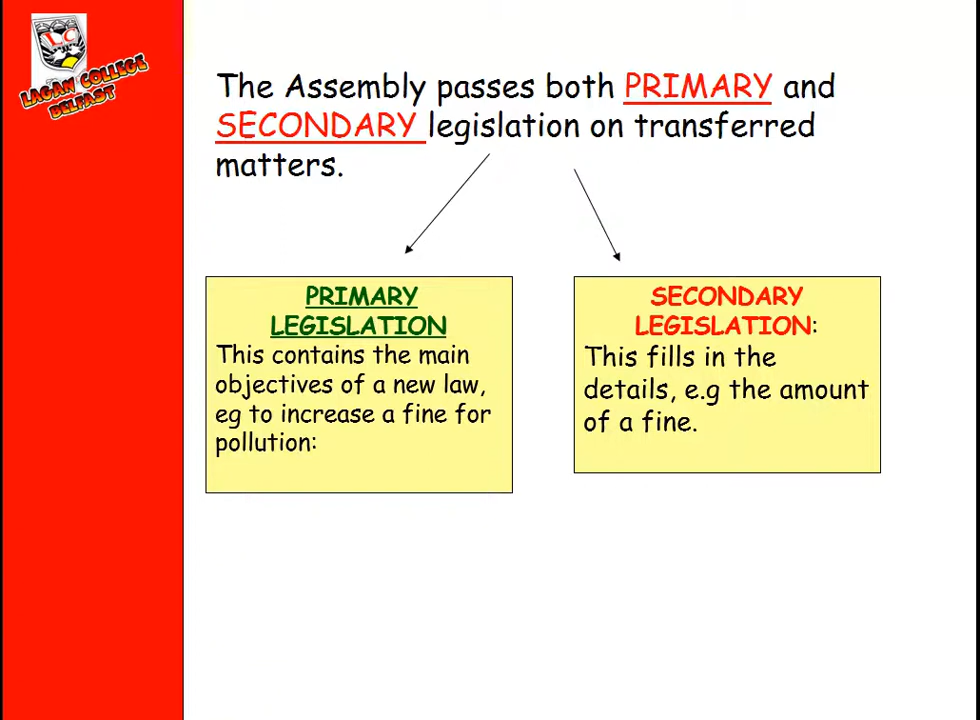 LC
LAGAN COLLEGE
BELFAST
The Assembly passes both PRIMARY and
SECONDARY legislation on transferred
matters.
PRIMARY
LEGISLATION
This contains the main
objectives of a new law,
eg to increase a fine for
pollution:
SECONDARY
LEGISLATION:
This fills in the
details, e.g the amount
of a fine.